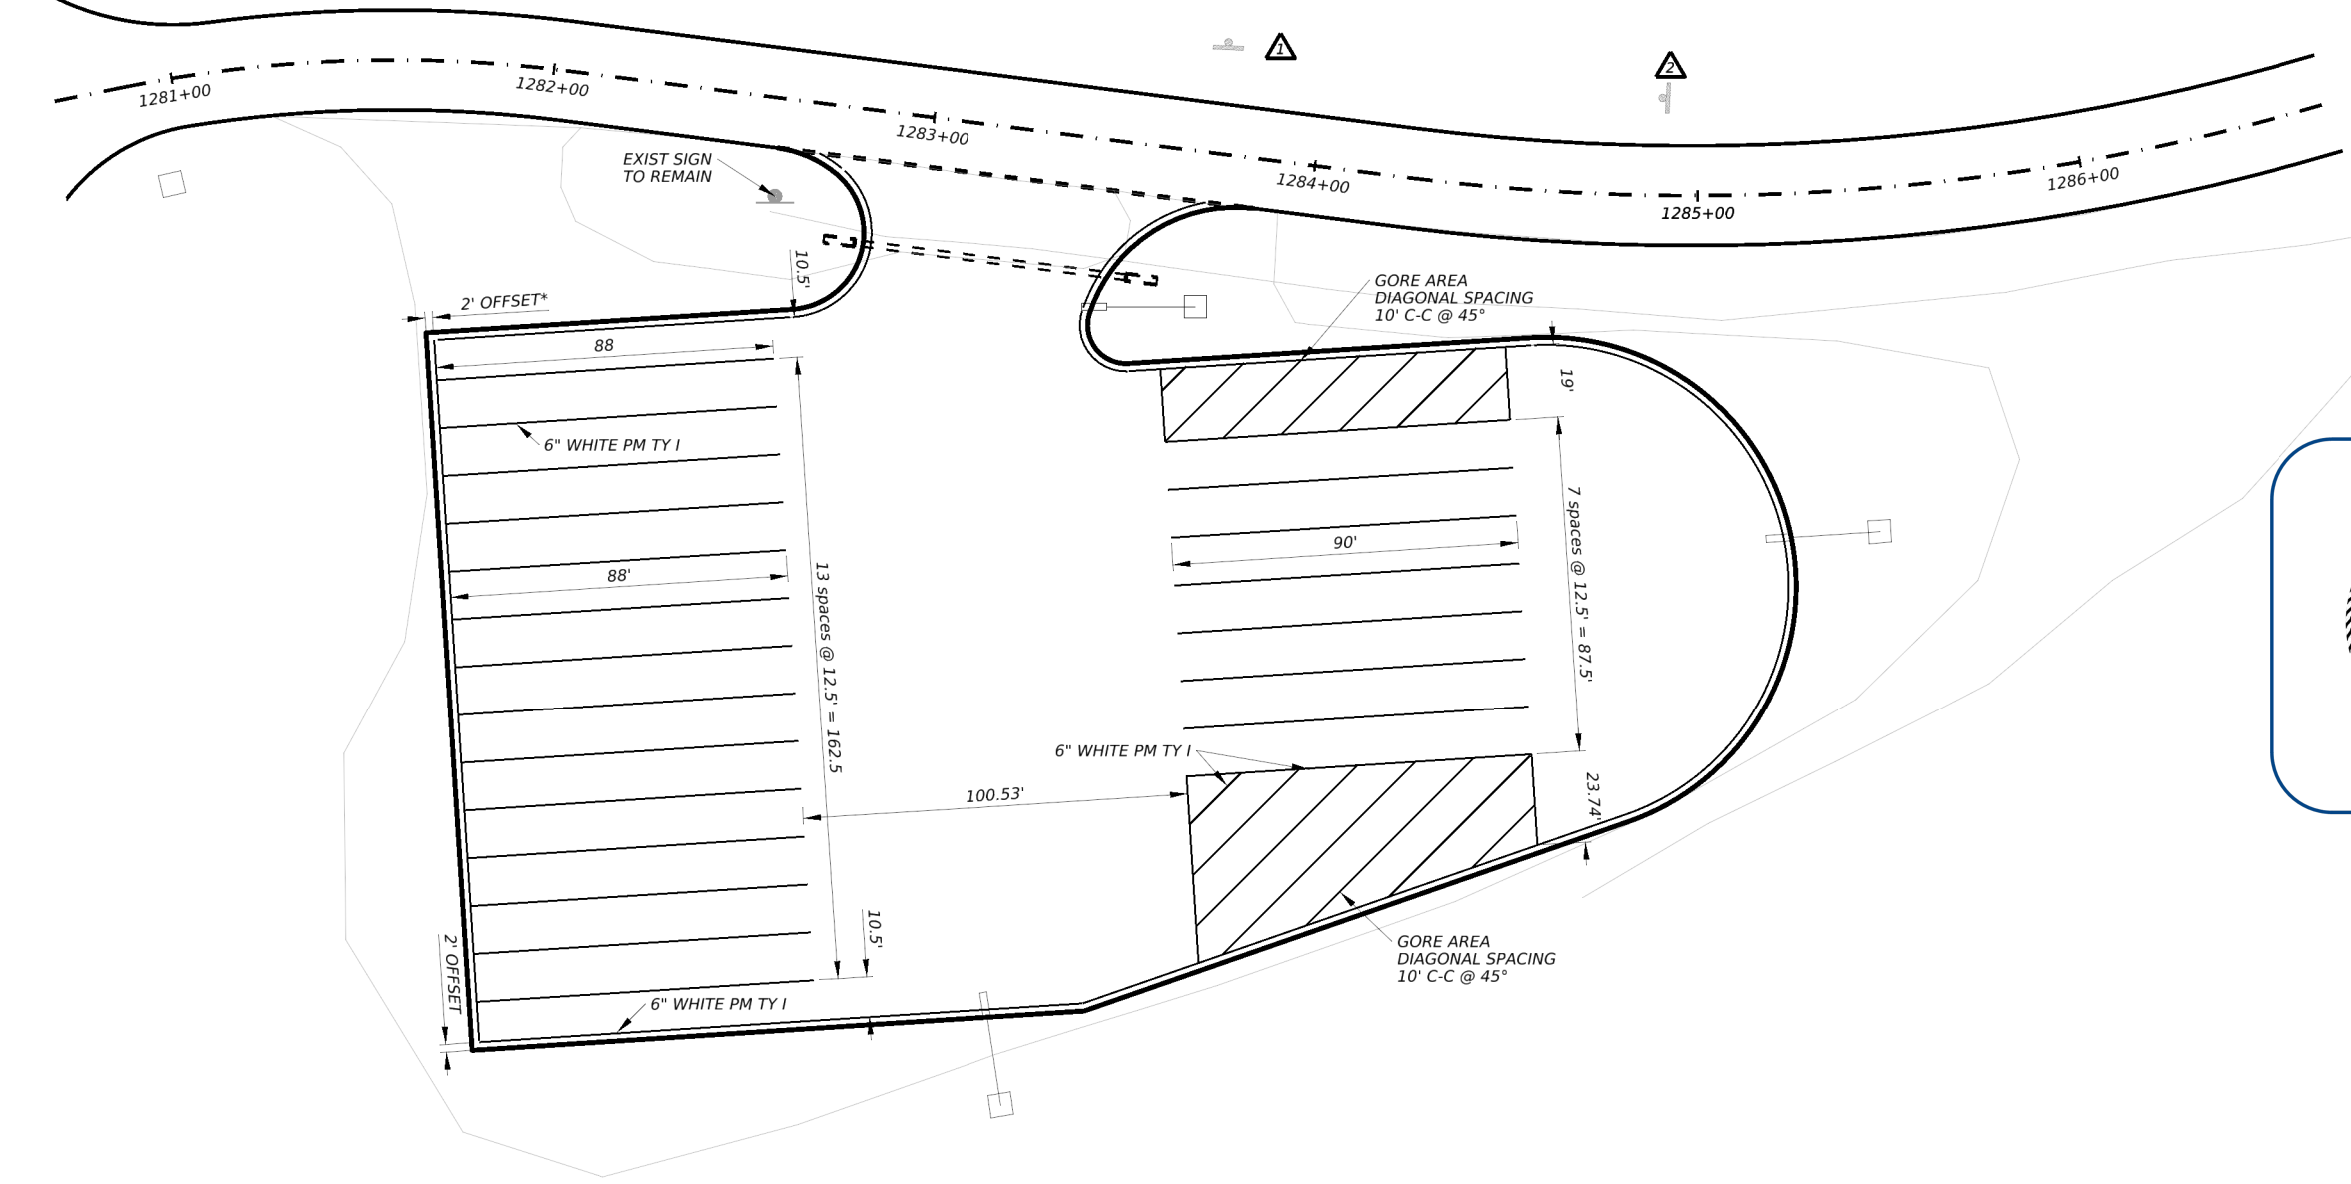 1
2
1281+00
1282+00
1283+00
1284+00
1285+00
1286+00
EXIST SIGN
TO REMAIN
10.5'
2' OFFSET*
GORE AREA
DIAGONAL SPACING
10' C-C @ 45°
88
19'
6" WHITE PM TY I
7 spaces @ 12.5' = 87.5'
90'
88'
13 spaces @ 12.5' = 162.5
6" WHITE PM TY I
100.53'
23.74'
10.5'
2' OFFSET
GORE AREA
DIAGONAL SPACING
10' C-C @ 45°
6" WHITE PM TY I